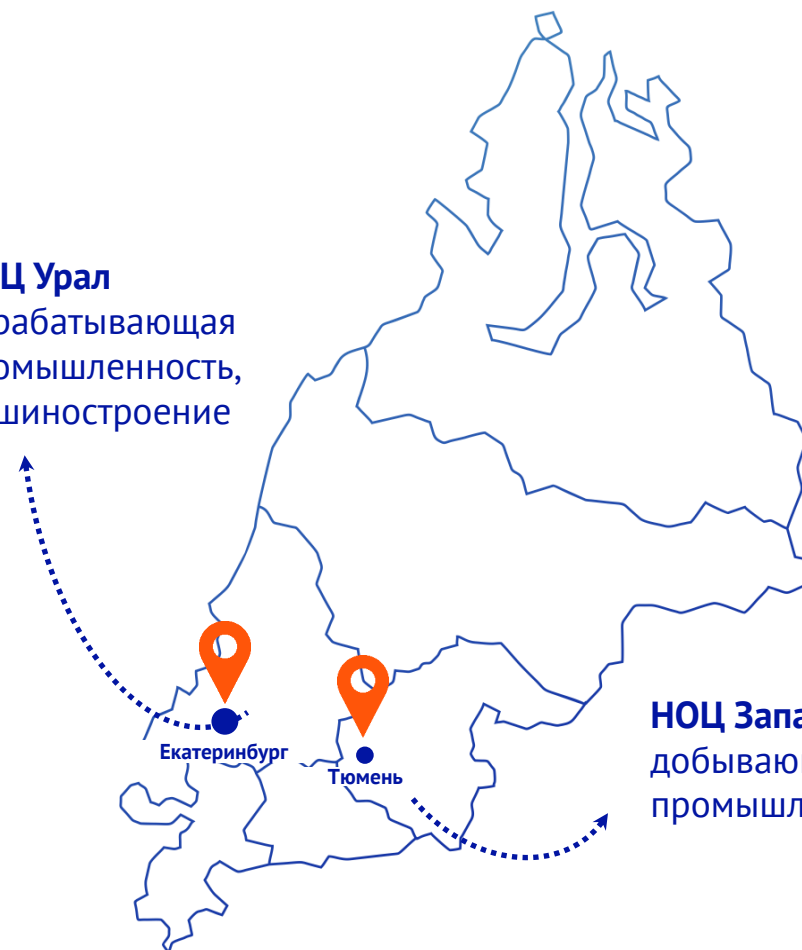 Ц Урал
рабатывающая
омышленность,
шиностроение
Екатеринбург
Тюмень
НОЦ Запа
добываю
промышл